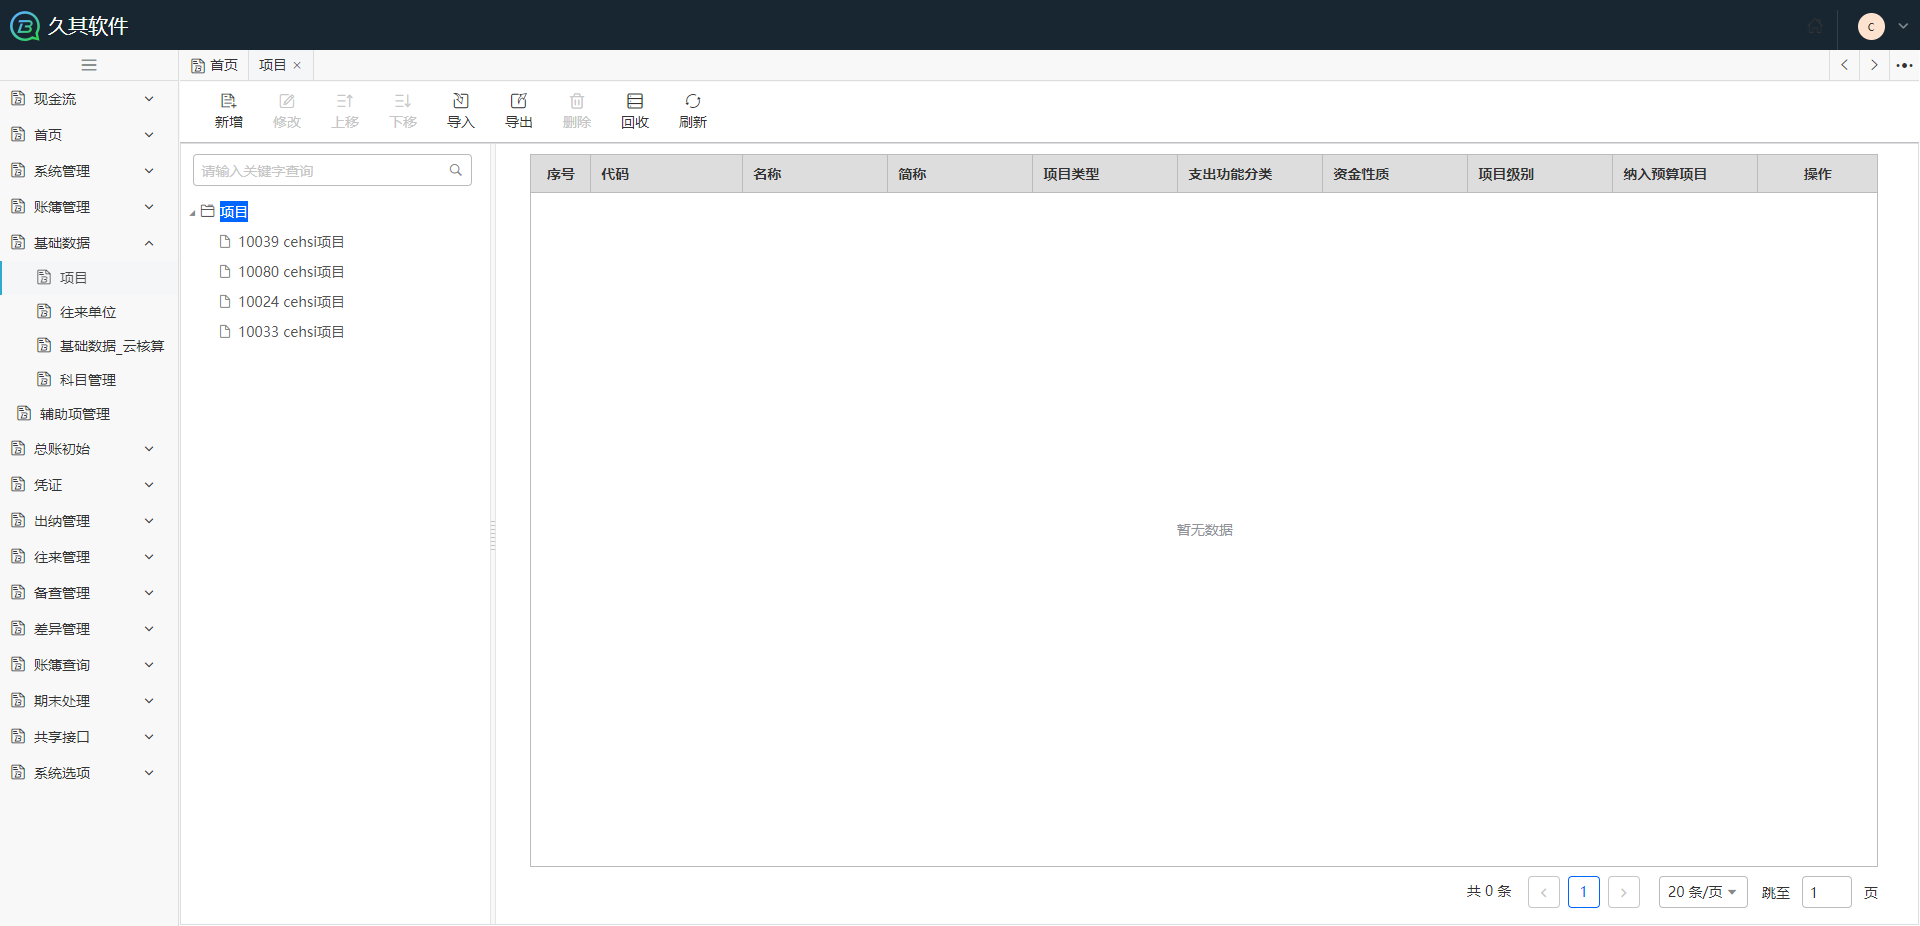 久其软件
C
首页
项目
现金流
首页
系统管理
账簿管理
基础数据
项目
往来单位
基础数据_云核算
科目管理
辅助项管理
总账初始
凭证
出纳管理
往来管理
备查管理
差异管理
账簿查询
期末处理
共享接口
系统选项
新增 修改 上移 下移 导入 导出 删除 回收 刷新
请输入关键字查询
项目
10039 cehsi项目
10080 cehsi项目
10024 cehsi项目
10033 cehsi项目
序号 代码 名称 简称 项目类型 支出功能分类 资金性质 项目级别 纳入预算项目 操作
暂无数据
共 0 条 1 20 条/页 跳至 1 页